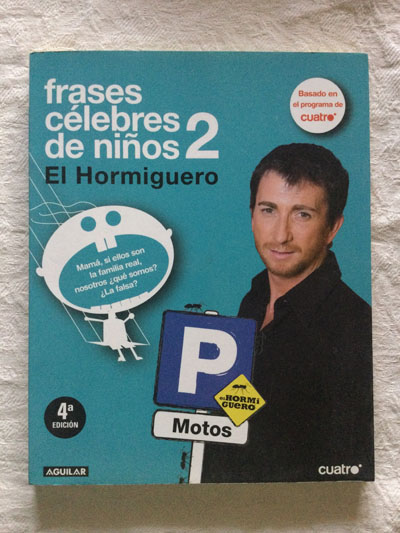 frases
célebres
de niños 2
El Hormiguero
Basado en
el programa de
cuatro
Mamá, si ellos son
la familia real,
nosotros ¿qué somos?
¿La falsa?
P
EL HORMI
GUERO
Motos
4ª
EDICIÓN
AGUILAR
cuatro